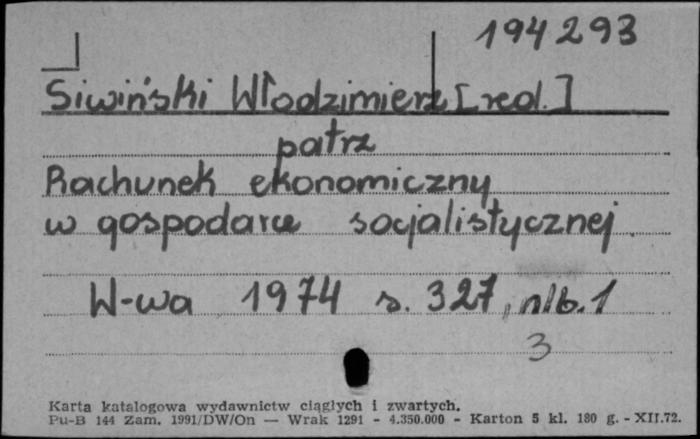 194293
Siwiński Włodzimierz [red.]
patrz
Rachunek ekonomiczny
w gospodarce socjalistycznej.
W-wa 1974 s. 327, nlb. 1
3
Karta katalogowa wydawnictw ciągłych i zwartych.
Pu-B 144 Zam. 1991/DW/On — Wrak 1291 - 4.350.000 - Karton 5 kl. 180 g. - XII.72.